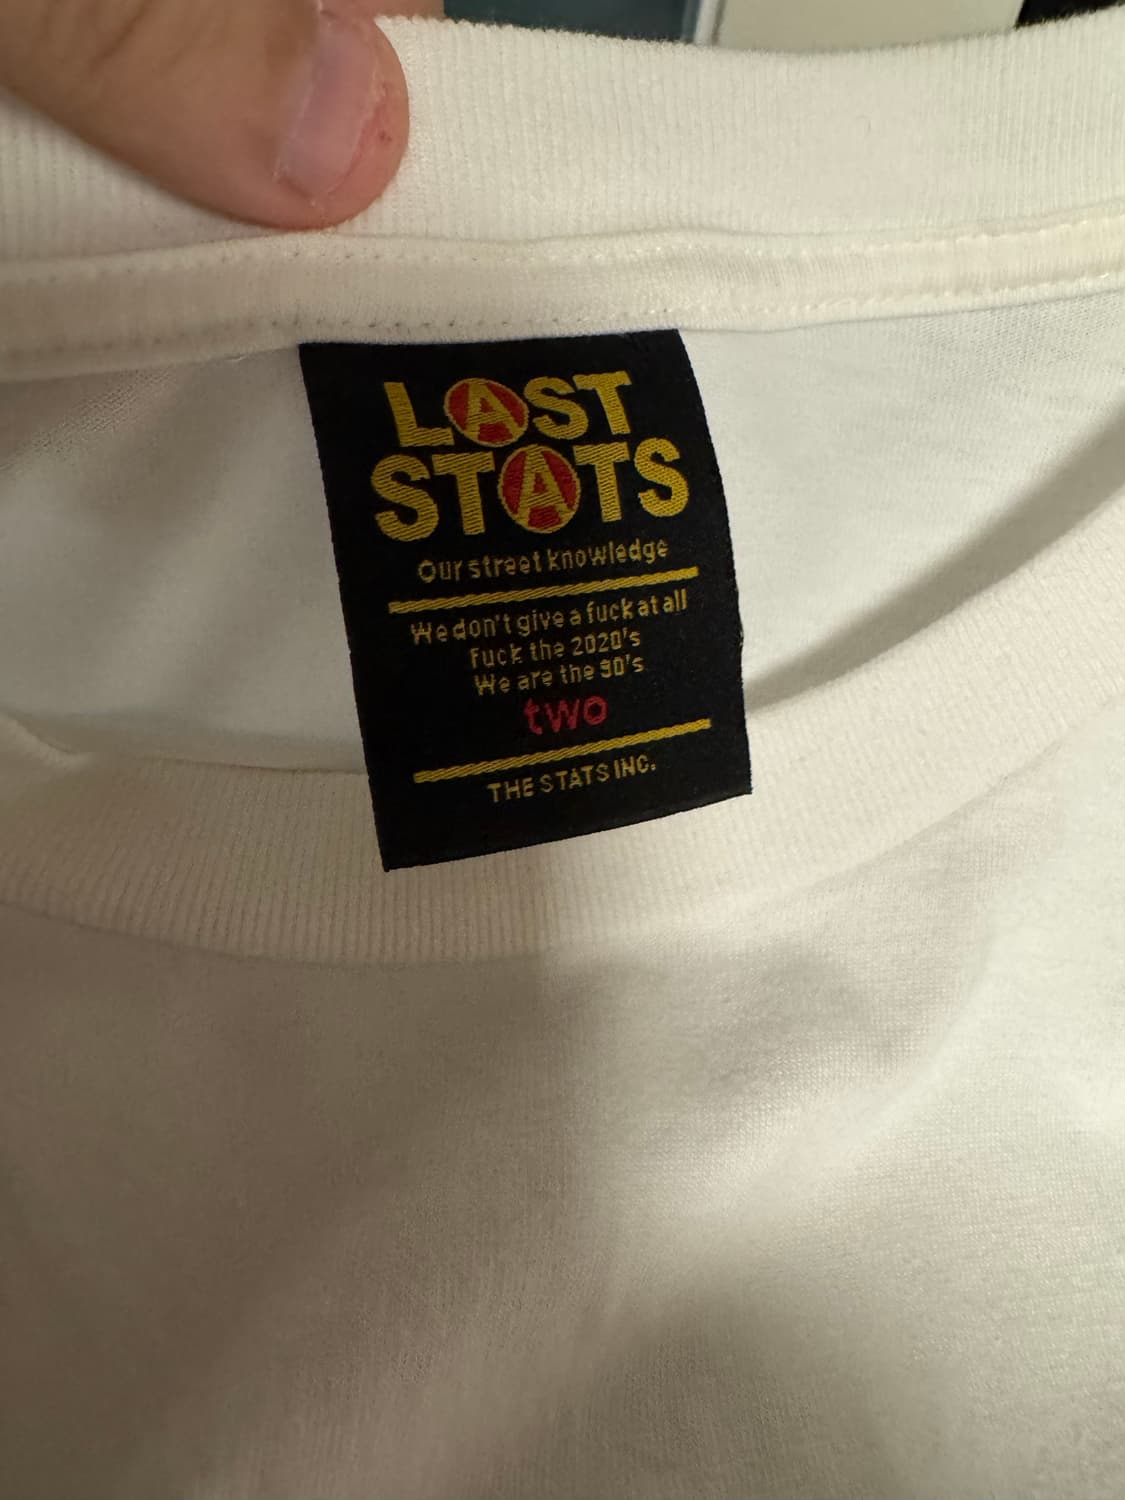 LAST
STATS
Our street knowledge
We don't give a fuck at all
Fuck the 2020's
We are the 90's
two
THE STATS INC.